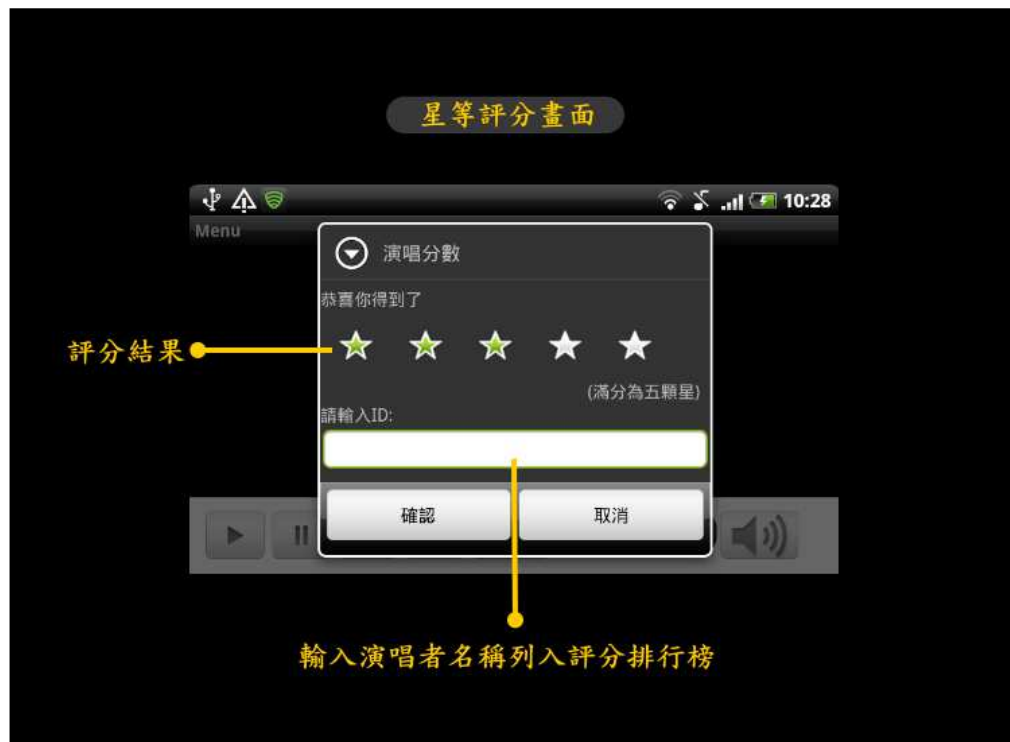 星等評分畫面
10:28
Menu
演唱分數
恭喜你得到了
評分結果
(滿分為五顆星)
請輸入ID:
確認
取消
輸入演唱者名稱列入評分排行榜